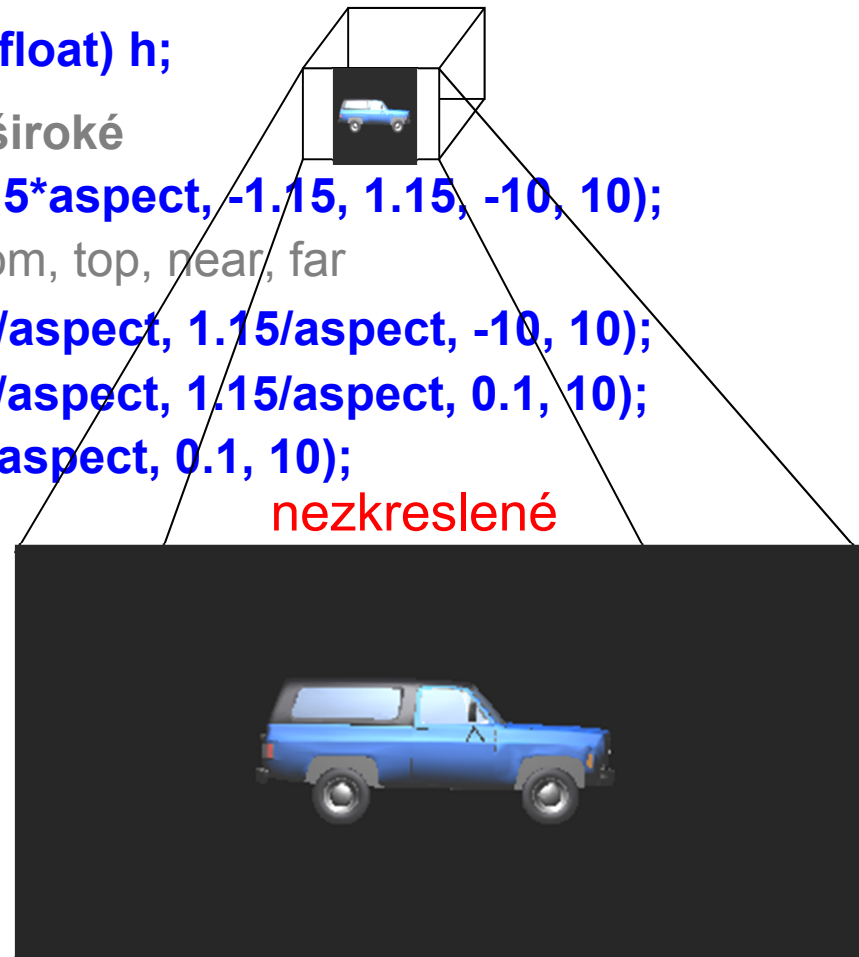 float) h;
široké
5*aspect, -1.15, 1.15, -10, 10);
om, top, near, far
/aspect, 1.15/aspect, -10, 10);
/aspect, 1.15/aspect, 0.1, 10);
aspect, 0.1, 10);
nezkreslené